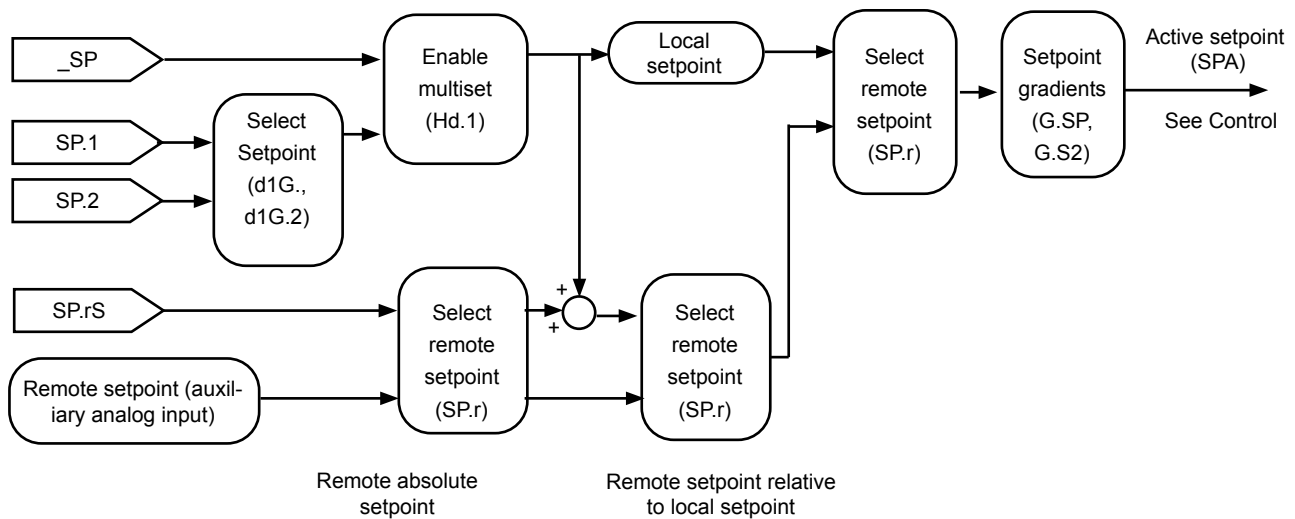 _SP
SP.1
SP.2
Select
Setpoint
(d1G.,
d1G.2)
Enable
multiset
(Hd.1)
Local
setpoint
Select
remote
setpoint
(SP.r)
Setpoint
gradients
(G.SP,
G.S2)
Active setpoint
(SPA)
See Control
SP.rS
Remote setpoint (auxil-
iary analog input)
Select
remote
setpoint
(SP.r)
+
+
Select
remote
setpoint
(SP.r)
Remote absolute
setpoint
Remote setpoint relative
to local setpoint